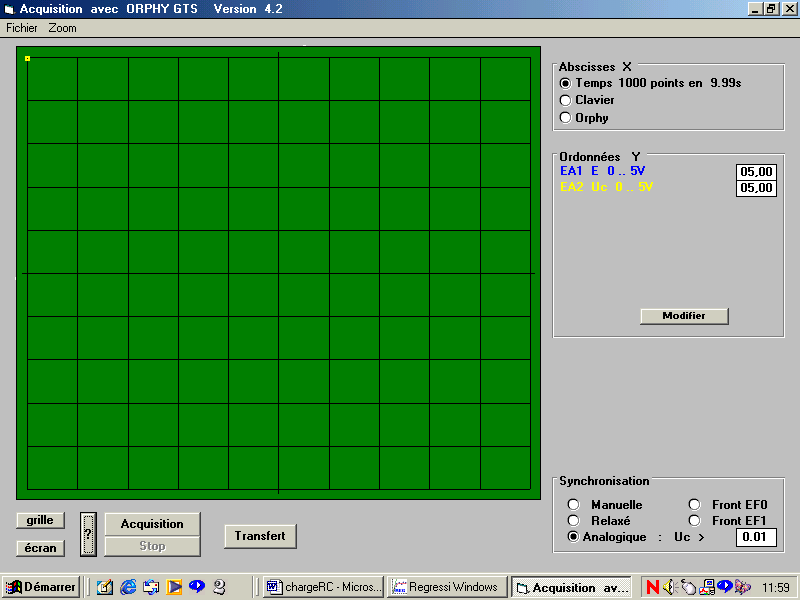 Acquisition avec ORPHY GTS Version 4.2
Fichier Zoom
Abscisses X
Temps 1000 points en 9.99s
Clavier
Orphy
Ordonnées Y
EA1 E 0 .. 5V 05,00
EA2 Uc 0 .. 5V 05,00
Modifier
Synchronisation
Manuelle Front EF0
Relaxé Front EF1
Analogique : Uc > 0.01
grille
écran
?
Acquisition
Stop
Transfert
Démarrer
chargeRC - Micros...
Regressi Windows
Acquisition av...
N
11:59